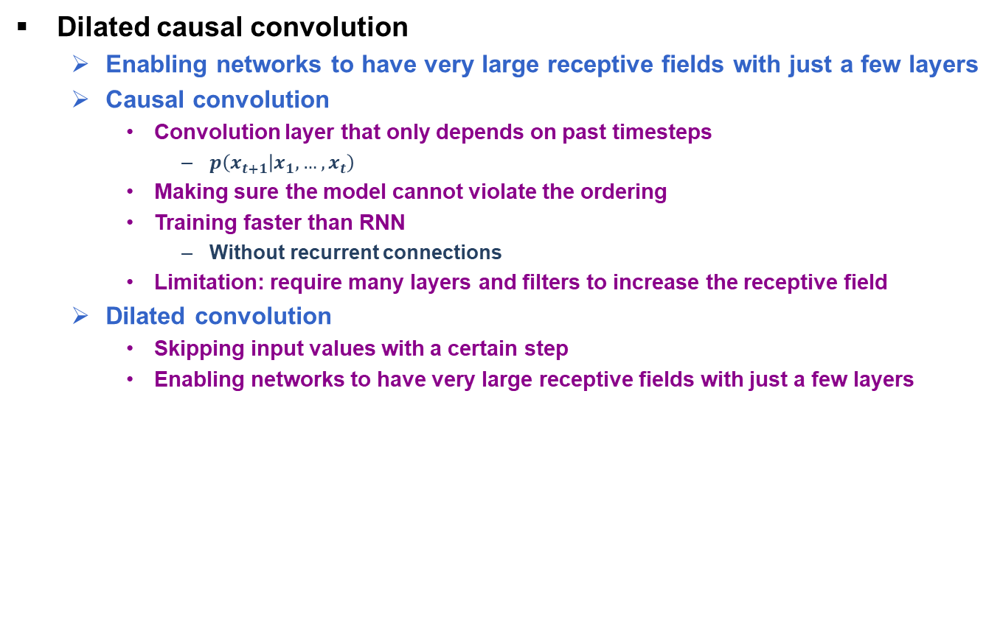 ▪ Dilated causal convolution
➢ Enabling networks to have very large receptive fields with just a few layers
➢ Causal convolution
• Convolution layer that only depends on past timesteps
– p(x_{t+1}|x_1, … , x_t)
• Making sure the model cannot violate the ordering
• Training faster than RNN
– Without recurrent connections
• Limitation: require many layers and filters to increase the receptive field
➢ Dilated convolution
• Skipping input values with a certain step
• Enabling networks to have very large receptive fields with just a few layers